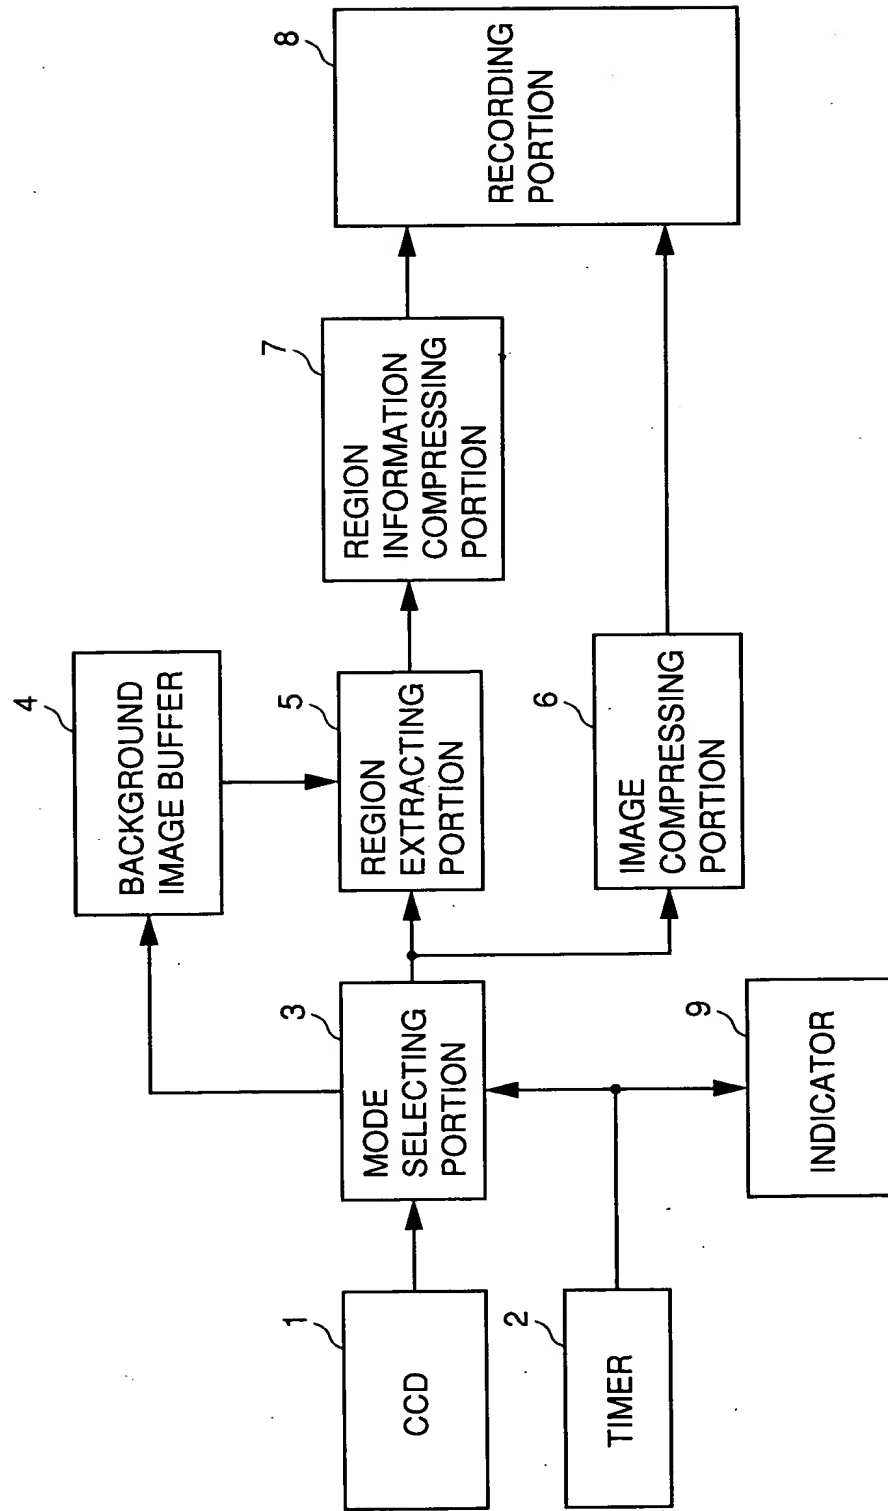 1
CCD
2
TIMER
3
MODE
SELECTING
PORTION
4
BACKGROUND
IMAGE BUFFER
5
REGION
EXTRACTING
PORTION
6
IMAGE
COMPRESSING
PORTION
7
REGION
INFORMATION
COMPRESSING
PORTION
8
RECORDING
PORTION
9
INDICATOR